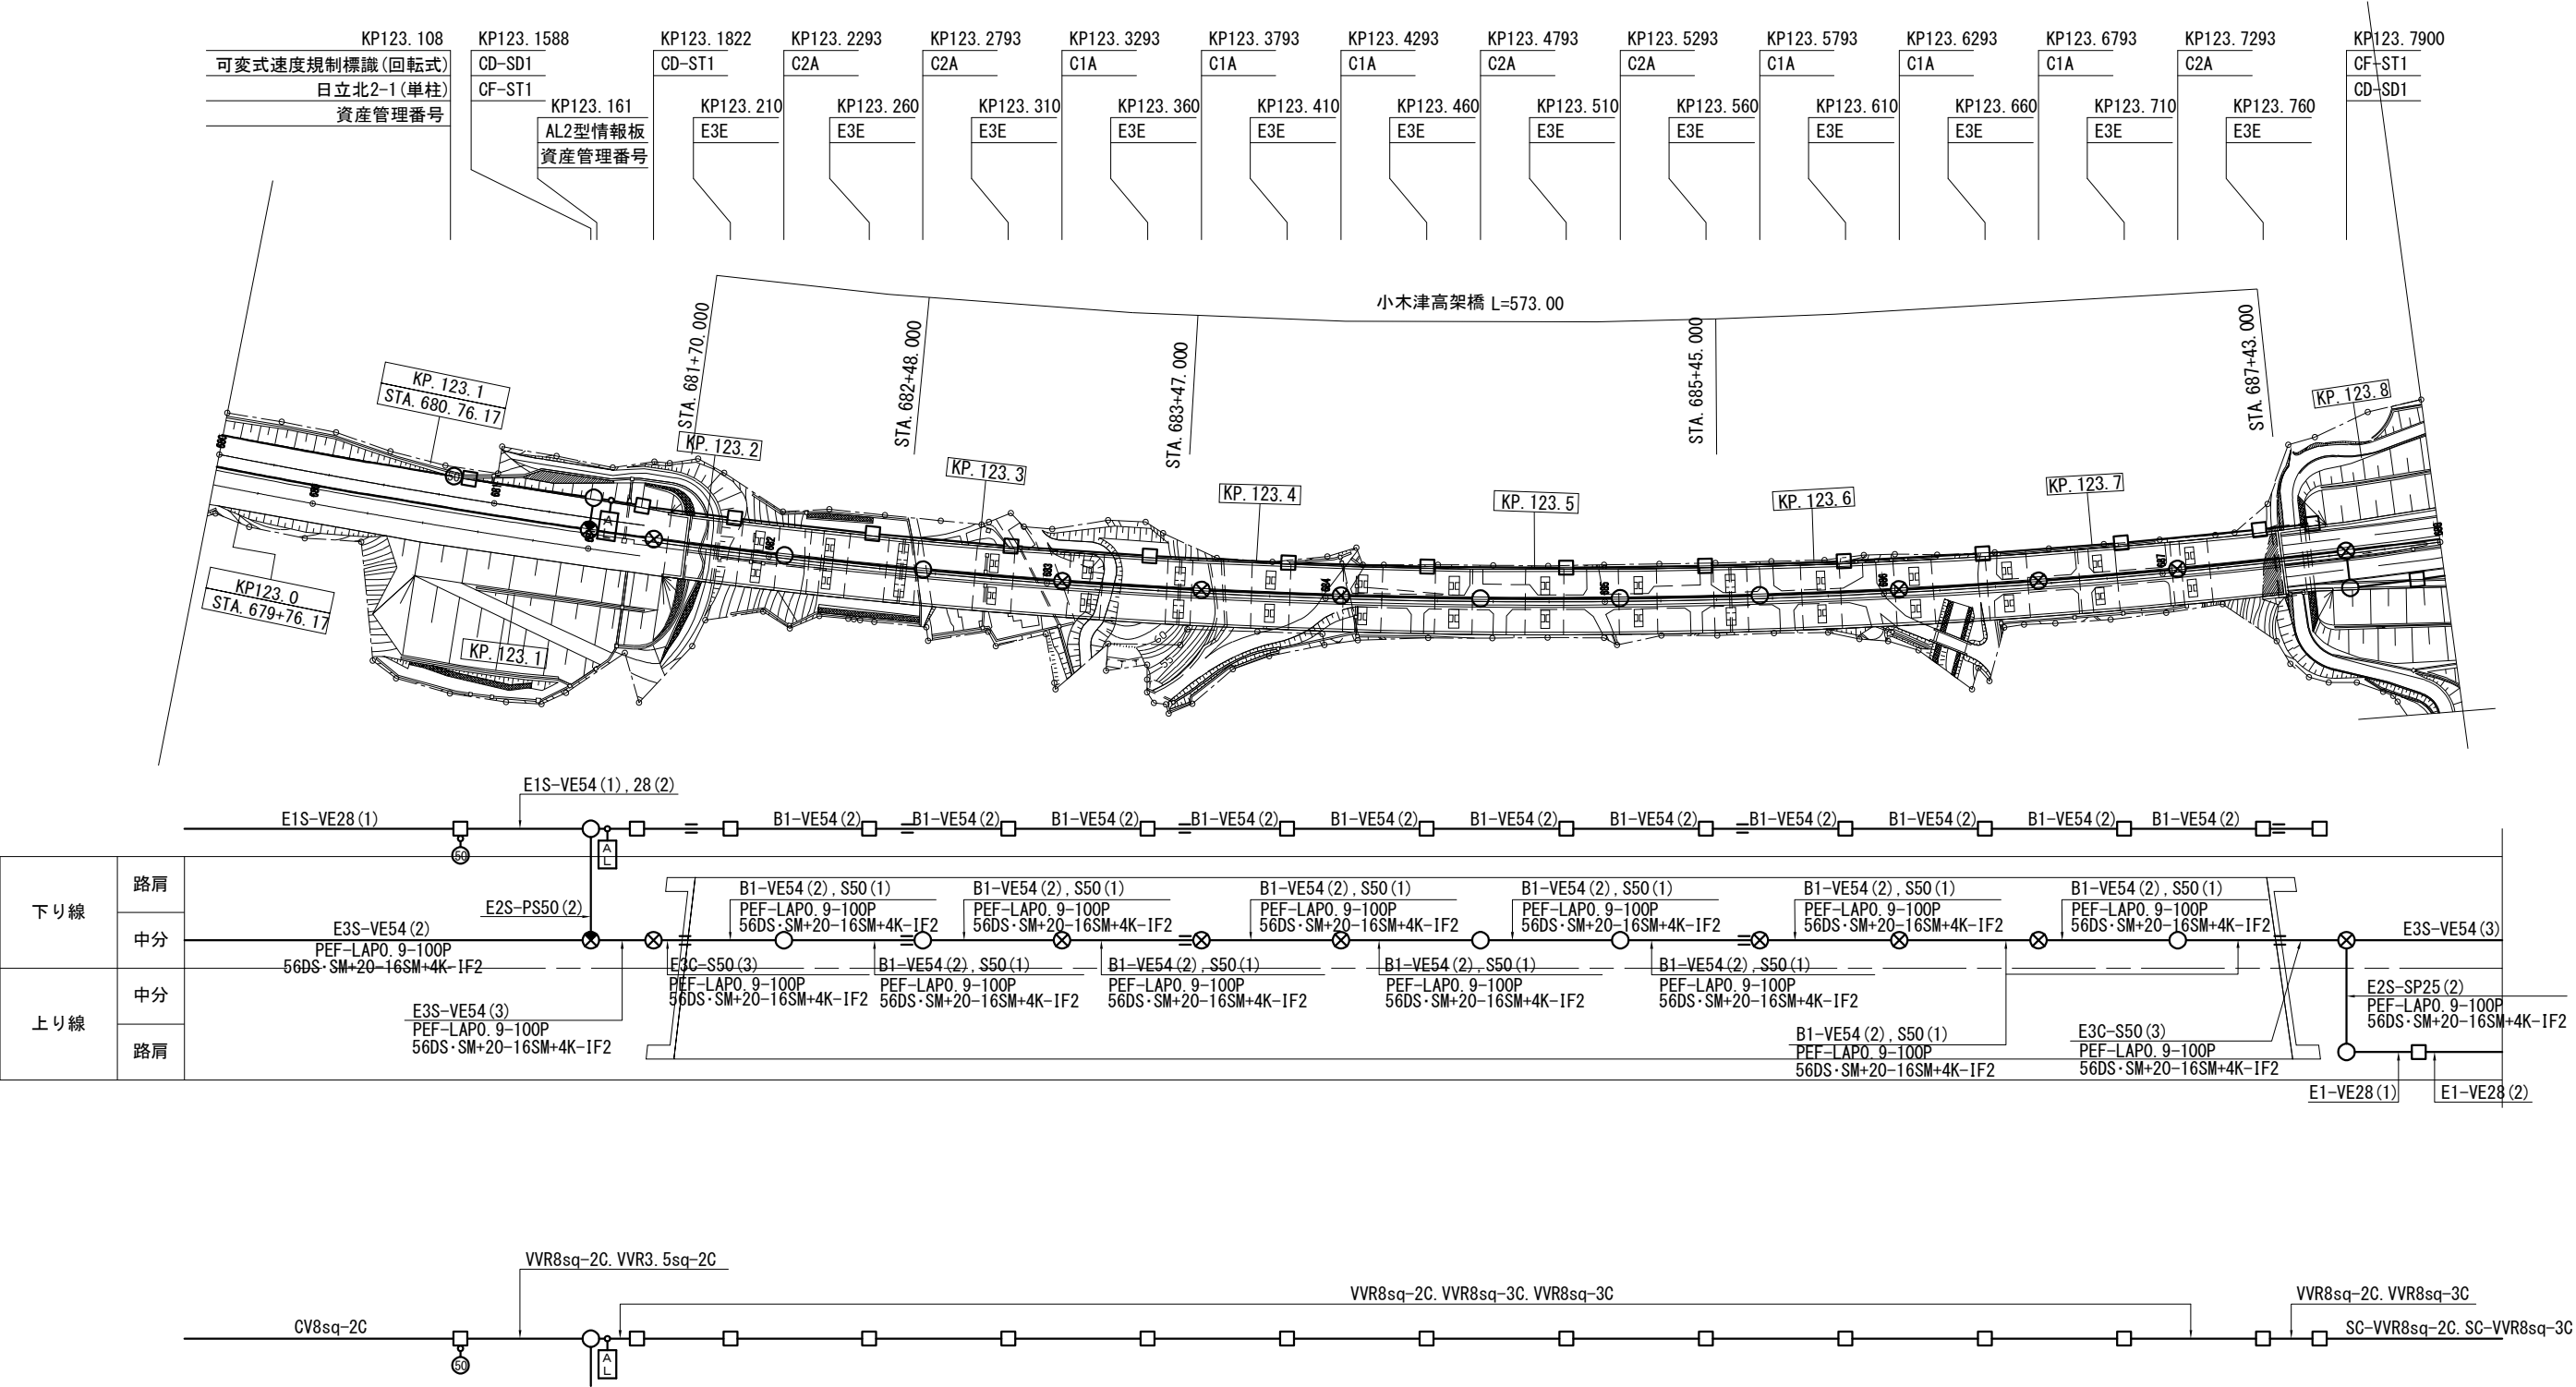 KP123.108
可変式速度規制標識(回転式)
日立北2-1(単柱)
資産管理番号
KP123.1588
CD-SD1
CF-ST1
KP123.161
AL2型情報板
資産管理番号
KP123.1822
CD-ST1
KP123.210
E3E
KP123.2293
C2A
KP123.260
E3E
KP123.2793
C2A
KP123.310
E3E
KP123.3293
C1A
KP123.360
E3E
KP123.3793
C1A
KP123.410
E3E
KP123.4293
C1A
KP123.460
E3E
KP123.4793
C2A
KP123.510
E3E
KP123.5293
C2A
KP123.560
E3E
KP123.5793
C1A
KP123.610
E3E
KP123.6293
C1A
KP123.660
E3E
KP123.6793
C1A
KP123.710
E3E
KP123.7293
C2A
KP123.760
E3E
KP123.7900
CF-ST1
CD-SD1
小木津高架橋 L=573.00
STA.681+70.000
STA.682+48.000
STA.683+47.000
STA.685+45.000
STA.687+43.000
KP.123.1
STA.680.76.17
KP.123.2
KP.123.3
KP.123.4
KP.123.5
KP.123.6
KP.123.7
KP.123.8
KP123.0
STA.679+76.17
KP.123.1
E1S-VE54(1),28(2)
E1S-VE28(1)
B1-VE54(2)
B1-VE54(2)
B1-VE54(2)
B1-VE54(2)
B1-VE54(2)
B1-VE54(2)
B1-VE54(2)
B1-VE54(2)
B1-VE54(2)
B1-VE54(2)
B1-VE54(2)
50
A
L
下り線
路肩
中分
上り線
中分
路肩
E2S-PS50(2)
E3S-VE54(2)
PEF-LAP0.9-100P
56DS·SM+20-16SM+4K-IF2
B1-VE54(2),S50(1)
PEF-LAP0.9-100P
56DS·SM+20-16SM+4K-IF2
B1-VE54(2),S50(1)
PEF-LAP0.9-100P
56DS·SM+20-16SM+4K-IF2
B1-VE54(2),S50(1)
PEF-LAP0.9-100P
56DS·SM+20-16SM+4K-IF2
B1-VE54(2),S50(1)
PEF-LAP0.9-100P
56DS·SM+20-16SM+4K-IF2
B1-VE54(2),S50(1)
PEF-LAP0.9-100P
56DS·SM+20-16SM+4K-IF2
B1-VE54(2),S50(1)
PEF-LAP0.9-100P
56DS·SM+20-16SM+4K-IF2
E3S-VE54(3)
E3S-VE54(3)
PEF-LAP0.9-100P
56DS·SM+20-16SM+4K-IF2
E3C-S50(3)
PEF-LAP0.9-100P
56DS·SM+20-16SM+4K-IF2
B1-VE54(2),S50(1)
PEF-LAP0.9-100P
56DS·SM+20-16SM+4K-IF2
B1-VE54(2),S50(1)
PEF-LAP0.9-100P
56DS·SM+20-16SM+4K-IF2
B1-VE54(2),S50(1)
PEF-LAP0.9-100P
56DS·SM+20-16SM+4K-IF2
B1-VE54(2),S50(1)
PEF-LAP0.9-100P
56DS·SM+20-16SM+4K-IF2
B1-VE54(2),S50(1)
PEF-LAP0.9-100P
56DS·SM+20-16SM+4K-IF2
E3C-S50(3)
PEF-LAP0.9-100P
56DS·SM+20-16SM+4K-IF2
E2S-SP25(2)
PEF-LAP0.9-100P
56DS·SM+20-16SM+4K-IF2
E1-VE28(1)
E1-VE28(2)
VVR8sq-2C.VVR3.5sq-2C
CV8sq-2C
VVR8sq-2C.VVR8sq-3C.VVR8sq-3C
VVR8sq-2C.VVR8sq-3C
SC-VVR8sq-2C.SC-VVR8sq-3C
50
A
L